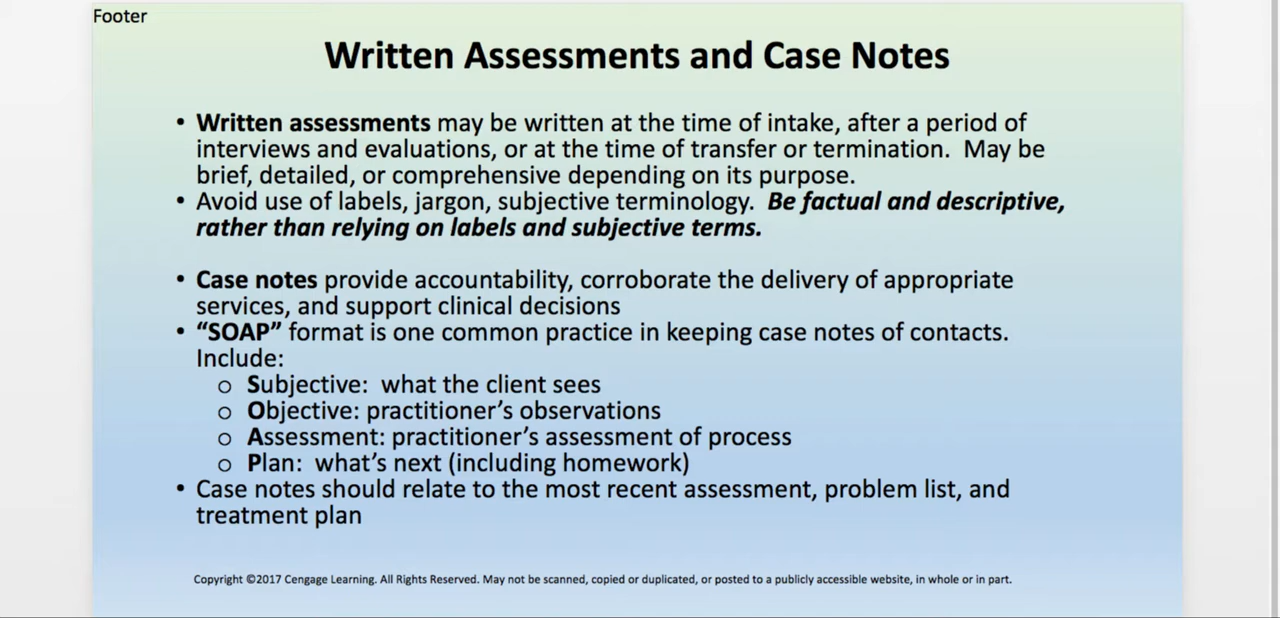 Footer
Written Assessments and Case Notes
• Written assessments may be written at the time of intake, after a period of
interviews and evaluations, or at the time of transfer or termination.  May be
brief, detailed, or comprehensive depending on its purpose.
• Avoid use of labels, jargon, subjective terminology.  Be factual and descriptive,
rather than relying on labels and subjective terms.
• Case notes provide accountability, corroborate the delivery of appropriate
services, and support clinical decisions
• “SOAP” format is one common practice in keeping case notes of contacts.
Include:
o Subjective:  what the client sees
o Objective: practitioner’s observations
o Assessment: practitioner’s assessment of process
o Plan:  what’s next (including homework)
• Case notes should relate to the most recent assessment, problem list, and
treatment plan
Copyright ©2017 Cengage Learning. All Rights Reserved. May not be scanned, copied or duplicated, or posted to a publicly accessible website, in whole or in part.